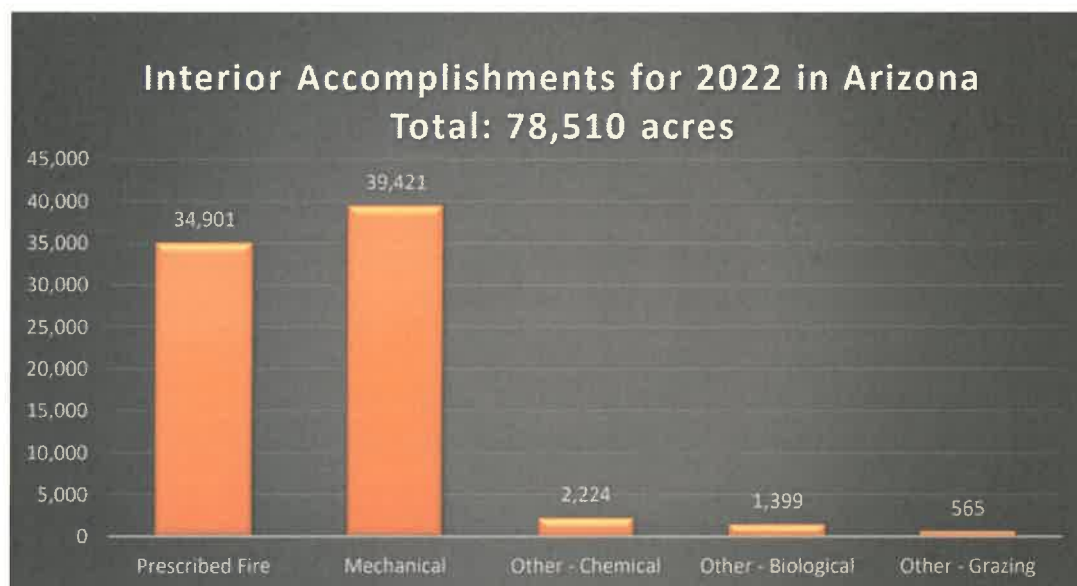 Interior Accomplishments for 2022 in Arizona
Total: 78,510 acres
45,000
40,000
35,000
30,000
25,000
20,000
15,000
10,000
5,000
0
34,901
39,421
2,224
1,399
565
Prescribed Fire
Mechanical
Other - Chemical
Other - Biological
Other - Grazing